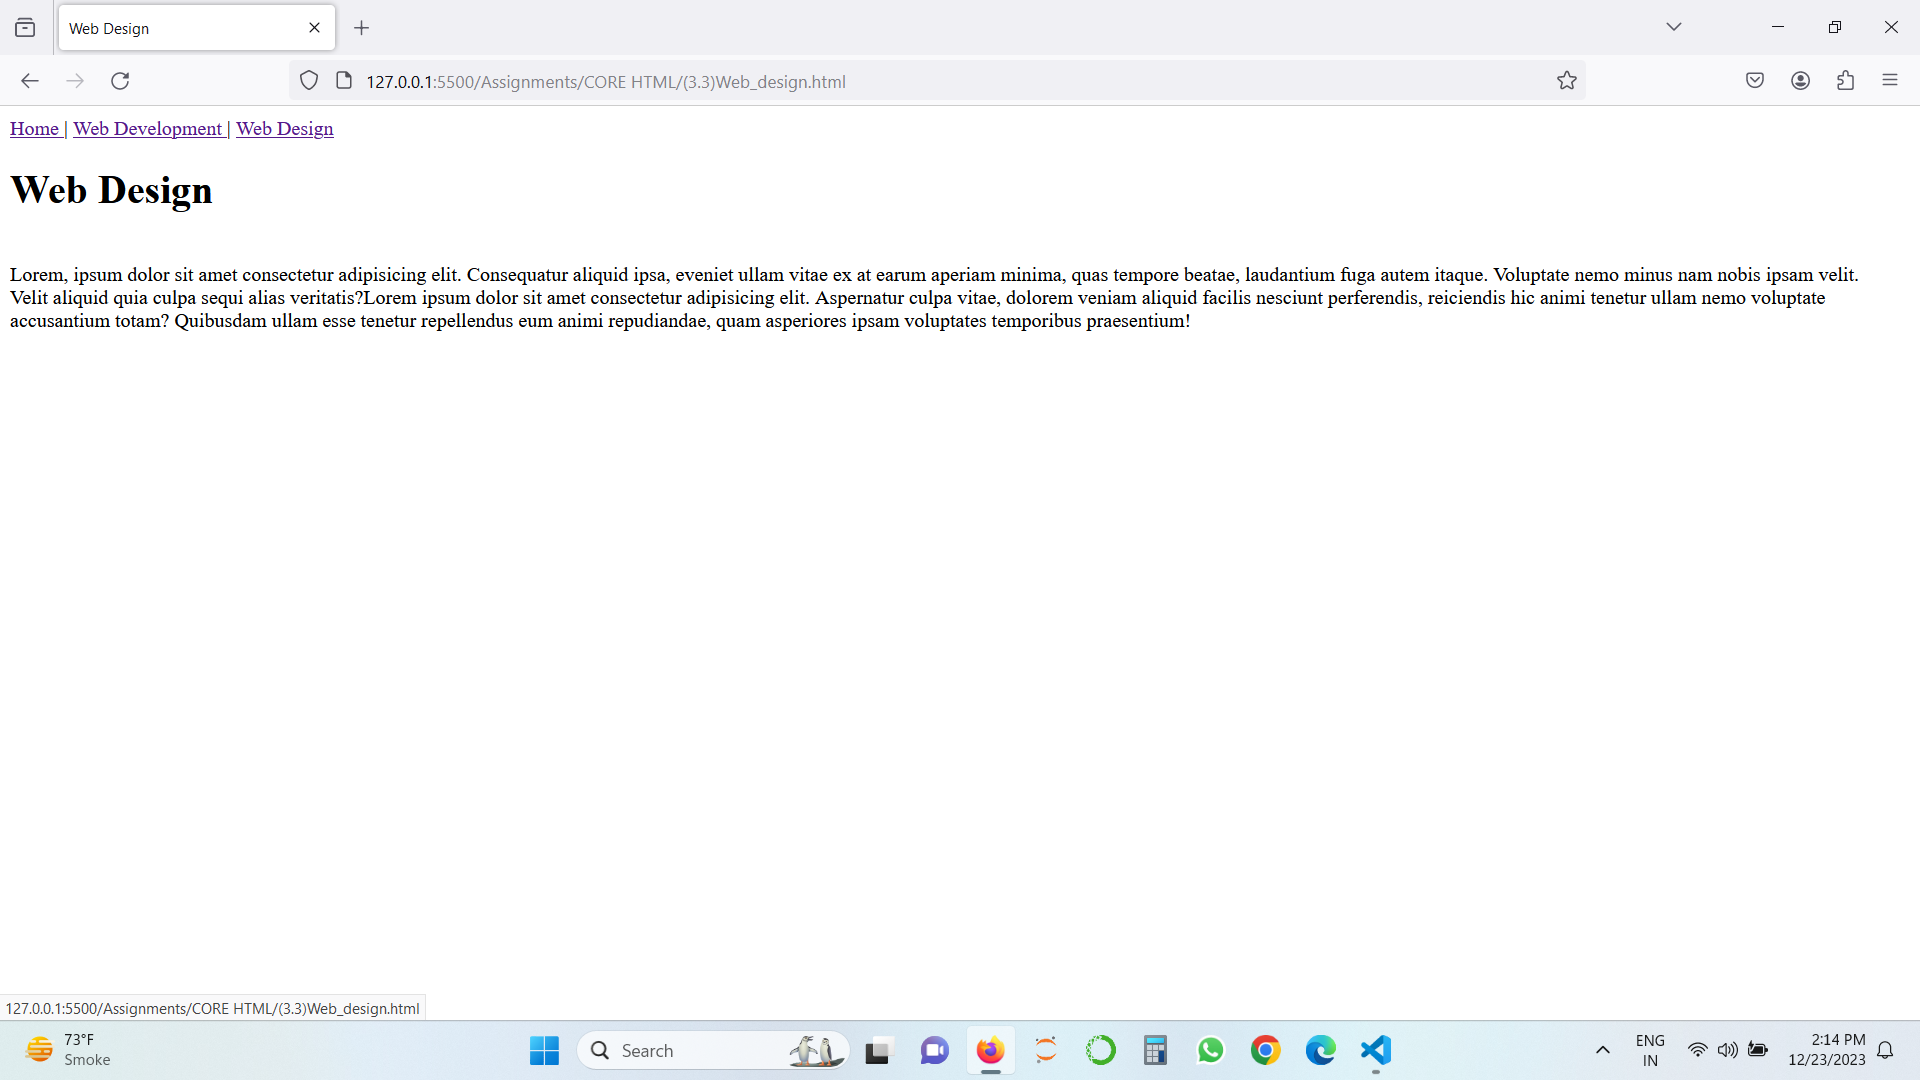 Web Design
127.0.0.1:5500/Assignments/CORE HTML/(3.3)Web_design.html
Home | Web Development | Web Design
Web Design
Lorem, ipsum dolor sit amet consectetur adipisicing elit. Consequatur aliquid ipsa, eveniet ullam vitae ex at earum aperiam minima, quas tempore beatae, laudantium fuga autem itaque. Voluptate nemo minus nam nobis ipsam velit.
Velit aliquid quia culpa sequi alias veritatis?Lorem ipsum dolor sit amet consectetur adipisicing elit. Aspernatur culpa vitae, dolorem veniam aliquid facilis nesciunt perferendis, reiciendis hic animi tenetur ullam nemo voluptate
accusantium totam? Quibusdam ullam esse tenetur repellendus eum animi repudiandae, quam asperiores ipsam voluptates temporibus praesentium!
127.0.0.1:5500/Assignments/CORE HTML/(3.3)Web_design.html
73°F
Smoke
Search
ENG
IN
2:14 PM
12/23/2023